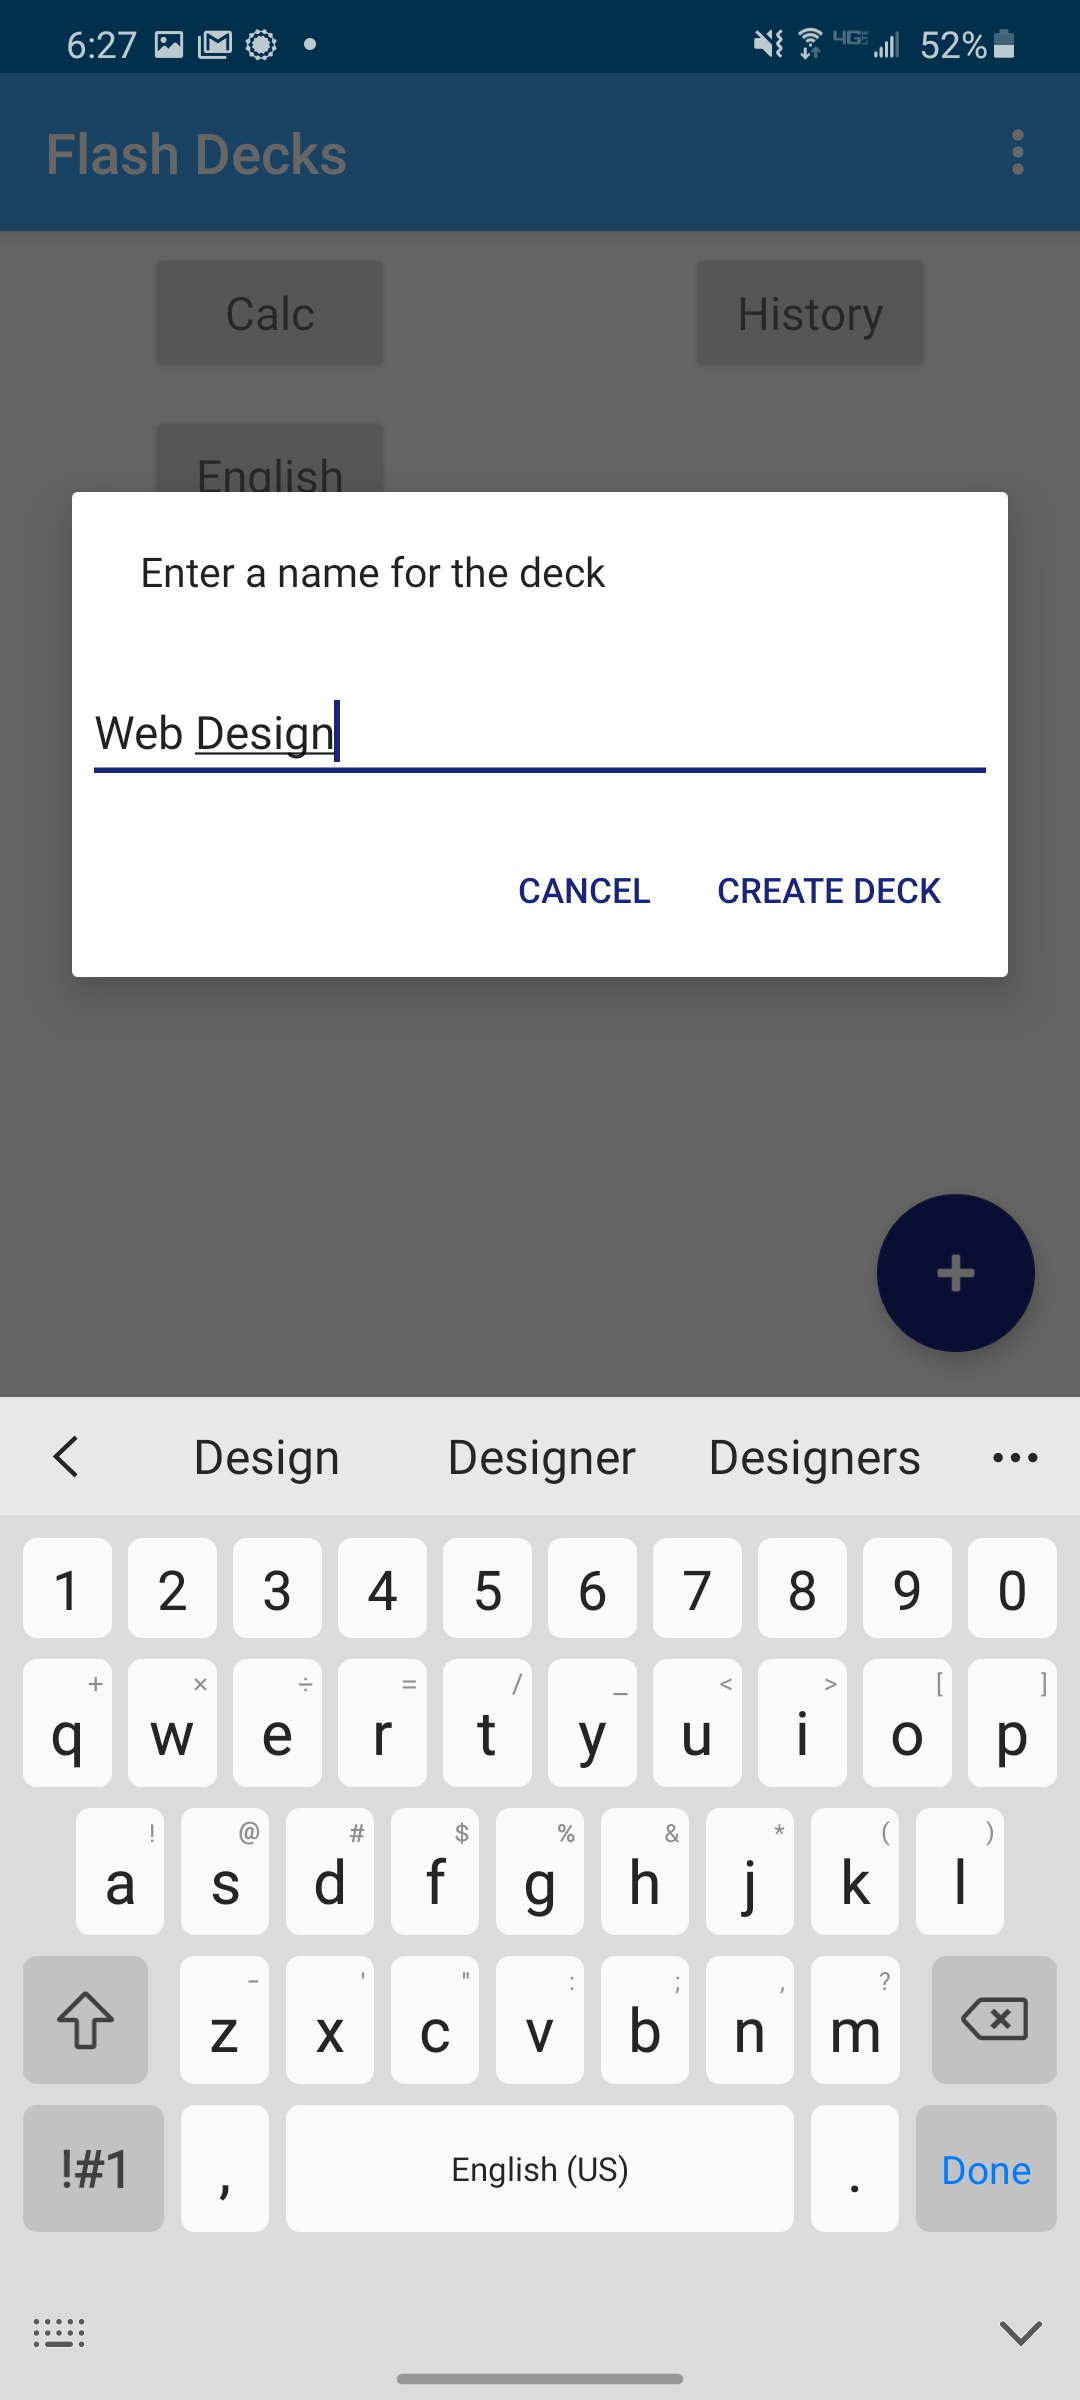 6:27 4GE 52%
Flash Decks
Calc History
English
Enter a name for the deck
Web Design
CANCEL CREATE DECK
+
Design Designer Designers
1 2 3 4 5 6 7 8 9 0
+ × ÷ = / _ < > [ ]
q w e r t y u i o p
! @ # $ % & * ( )
a s d f g h j k l
- ' " : ; , ?
z x c v b n m
!#1 , English (US) . Done